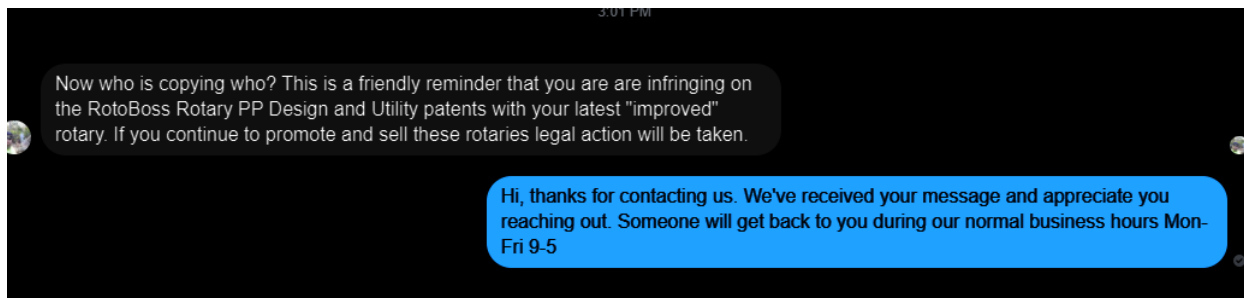 3:01 PM
Now who is copying who? This is a friendly reminder that you are are infringing on
the RotoBoss Rotary PP Design and Utility patents with your latest "improved"
rotary. If you continue to promote and sell these rotaries legal action will be taken.
Hi, thanks for contacting us. We've received your message and appreciate you
reaching out. Someone will get back to you during our normal business hours Mon-
Fri 9-5